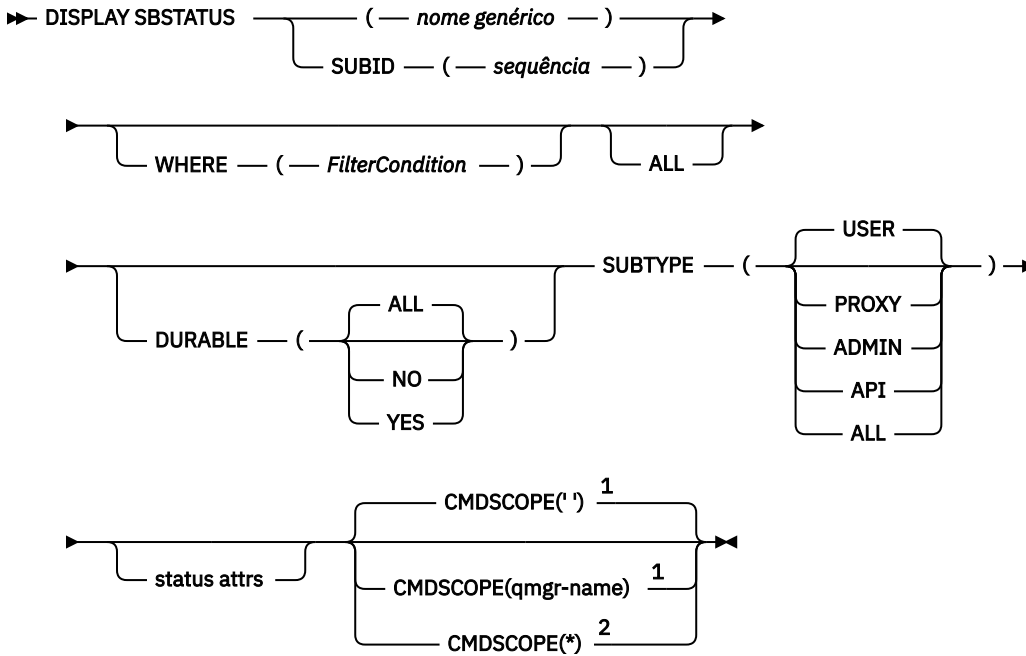 DISPLAY SBSTATUS ( nome genérico )
SUBID ( sequência )
WHERE ( FilterCondition ) ALL
DURABLE ( ALL NO YES )
SUBTYPE ( USER PROXY ADMIN API ALL )
status attrs
CMDSCOPE(' ') 1
CMDSCOPE(qmgr-name) 1
CMDSCOPE(*) 2